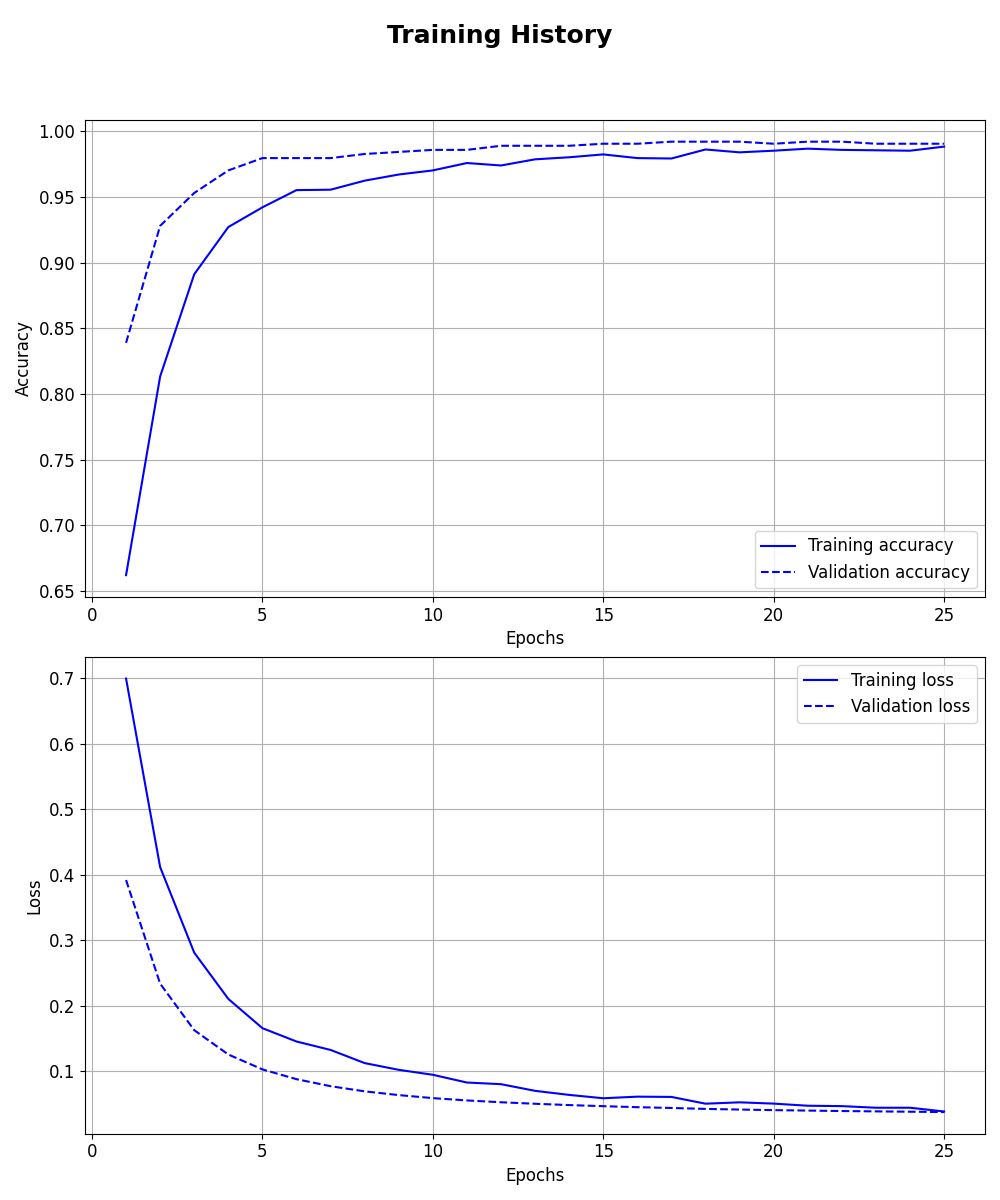 Training History
1.00
0.95
0.90
0.85
0.80
0.75
0.70
0.65
Accuracy
Training accuracy
Validation accuracy
0 5 10 15 20 25
Epochs
0.7
0.6
0.5
0.4
0.3
0.2
0.1
Loss
Training loss
Validation loss
0 5 10 15 20 25
Epochs